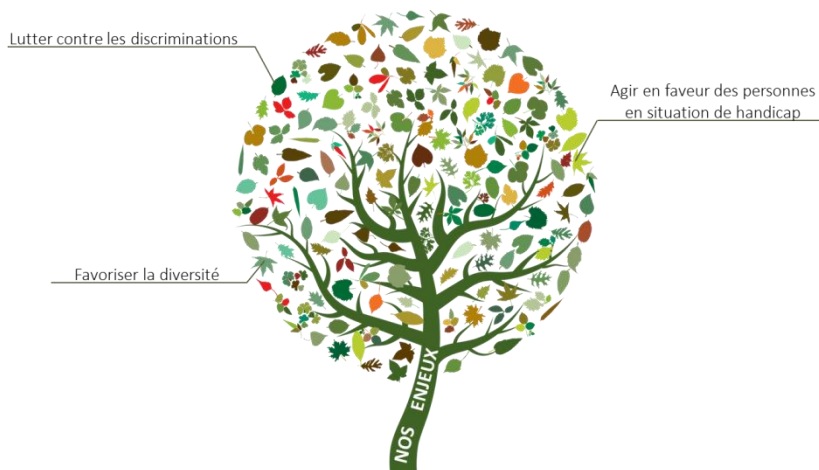 Lutter contre les discriminations
Agir en faveur des personnes
en situation de handicap
Favoriser la diversité
NOS ENJEUX